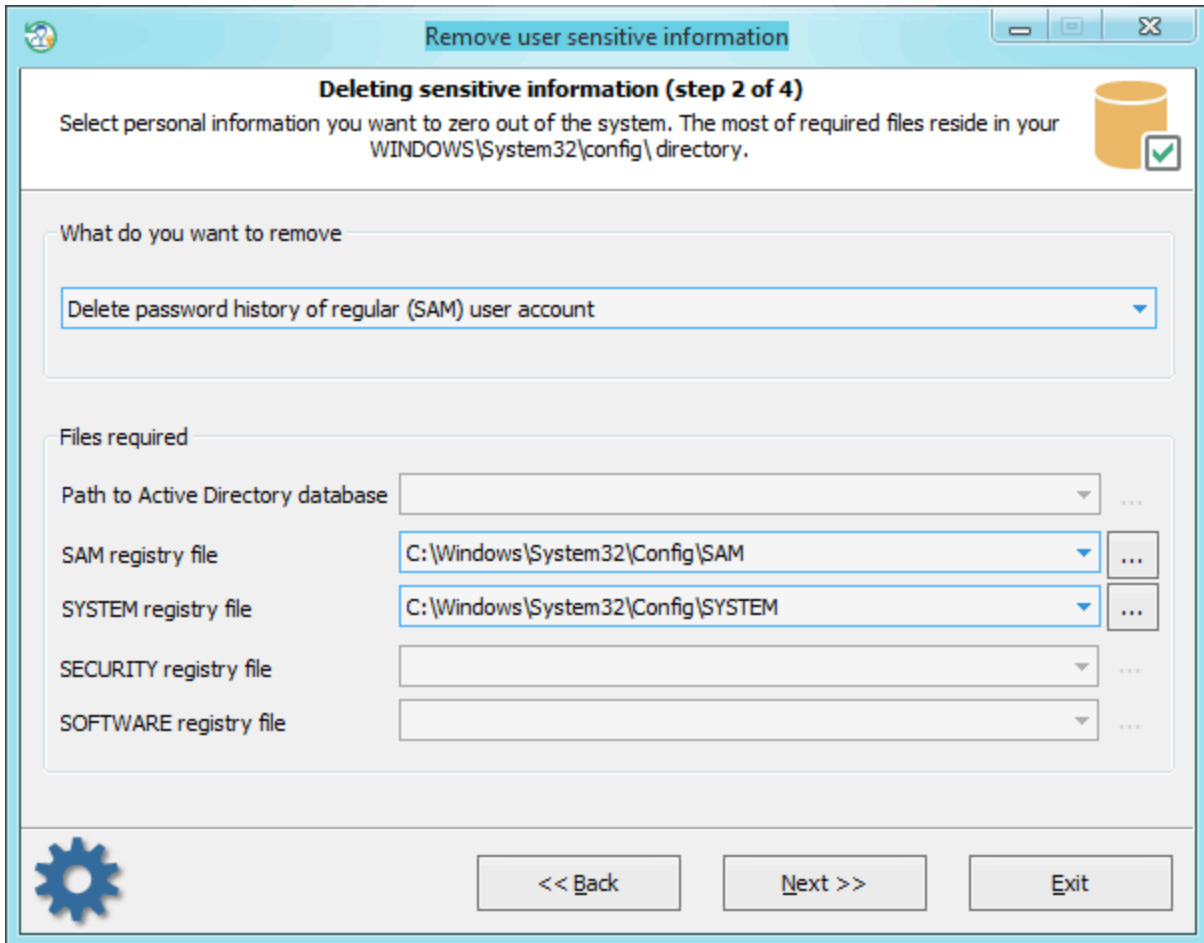 Remove user sensitive information
Deleting sensitive information (step 2 of 4)
Select personal information you want to zero out of the system. The most of required files reside in your
WINDOWS\System32\config\ directory.
What do you want to remove
Delete password history of regular (SAM) user account
Files required
Path to Active Directory database
...
SAM registry file
C:\Windows\System32\Config\SAM
...
SYSTEM registry file
C:\Windows\System32\Config\SYSTEM
...
SECURITY registry file
...
SOFTWARE registry file
...
<< Back
Next >>
Exit